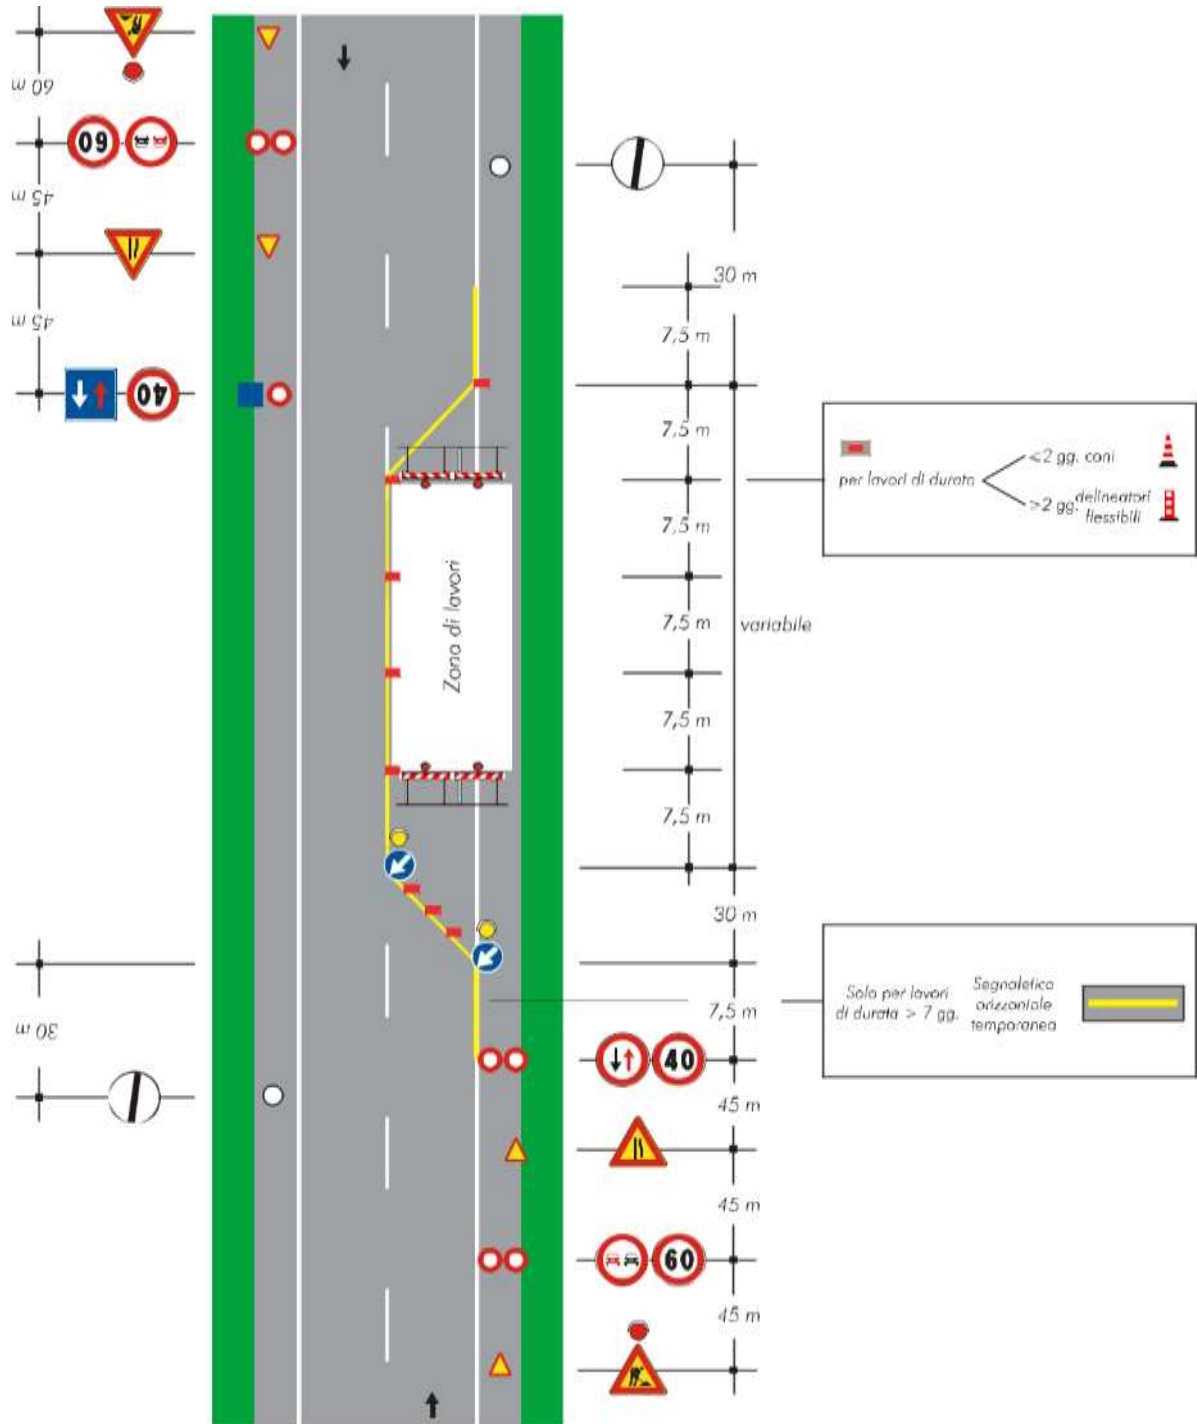 60 m
60
45 m
45 m
40
30 m
30 m
7,5 m
7,5 m
7,5 m
7,5 m
7,5 m
7,5 m
variabile
30 m
7,5 m
40
45 m
45 m
60
45 m
Zona di lavori
per lavori di durata
≤2 gg. coni
>2 gg. delineatori
flessibili
Solo per lavori
di durata > 7 gg.
Segnaletica
orizzontale
temporanea